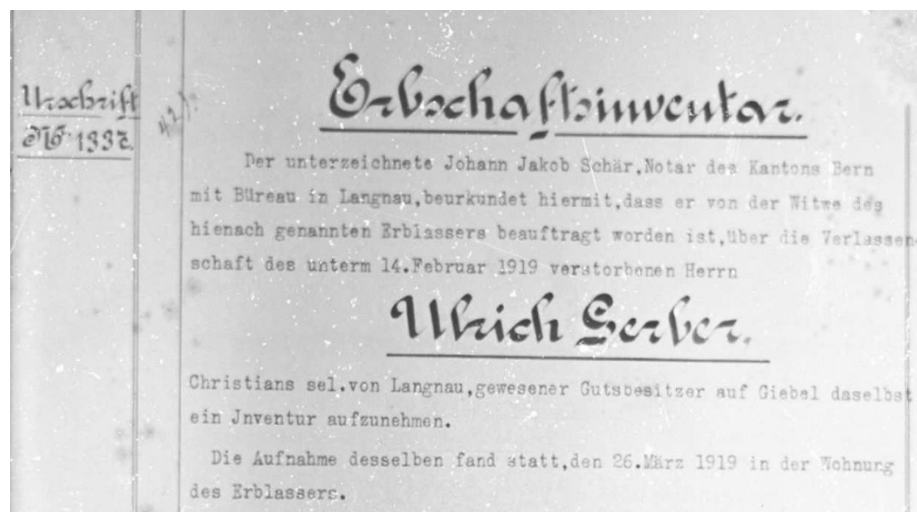 Urschrift
No 1337.
Erbschaftsinventar.
Der unterzeichnete Johann Jakob Schär,Notar des Kantons Bern
mit Büreau in Langnau,beurkundet hiermit,dass er von der Witwe des
hienach genannten Erblassers beauftragt worden ist,über die Verlassen-
schaft des unterm 14.Februar 1919 verstorbenen Herrn
Ulrich Gerber.
Christians sel.von Langnau,gewesener Gutsbesitzer auf Giebel daselbst
ein Jnventur aufzunehmen.
Die Aufnahme desselben fand statt,den 26.März 1919 in der Wohnung
des Erblassers.